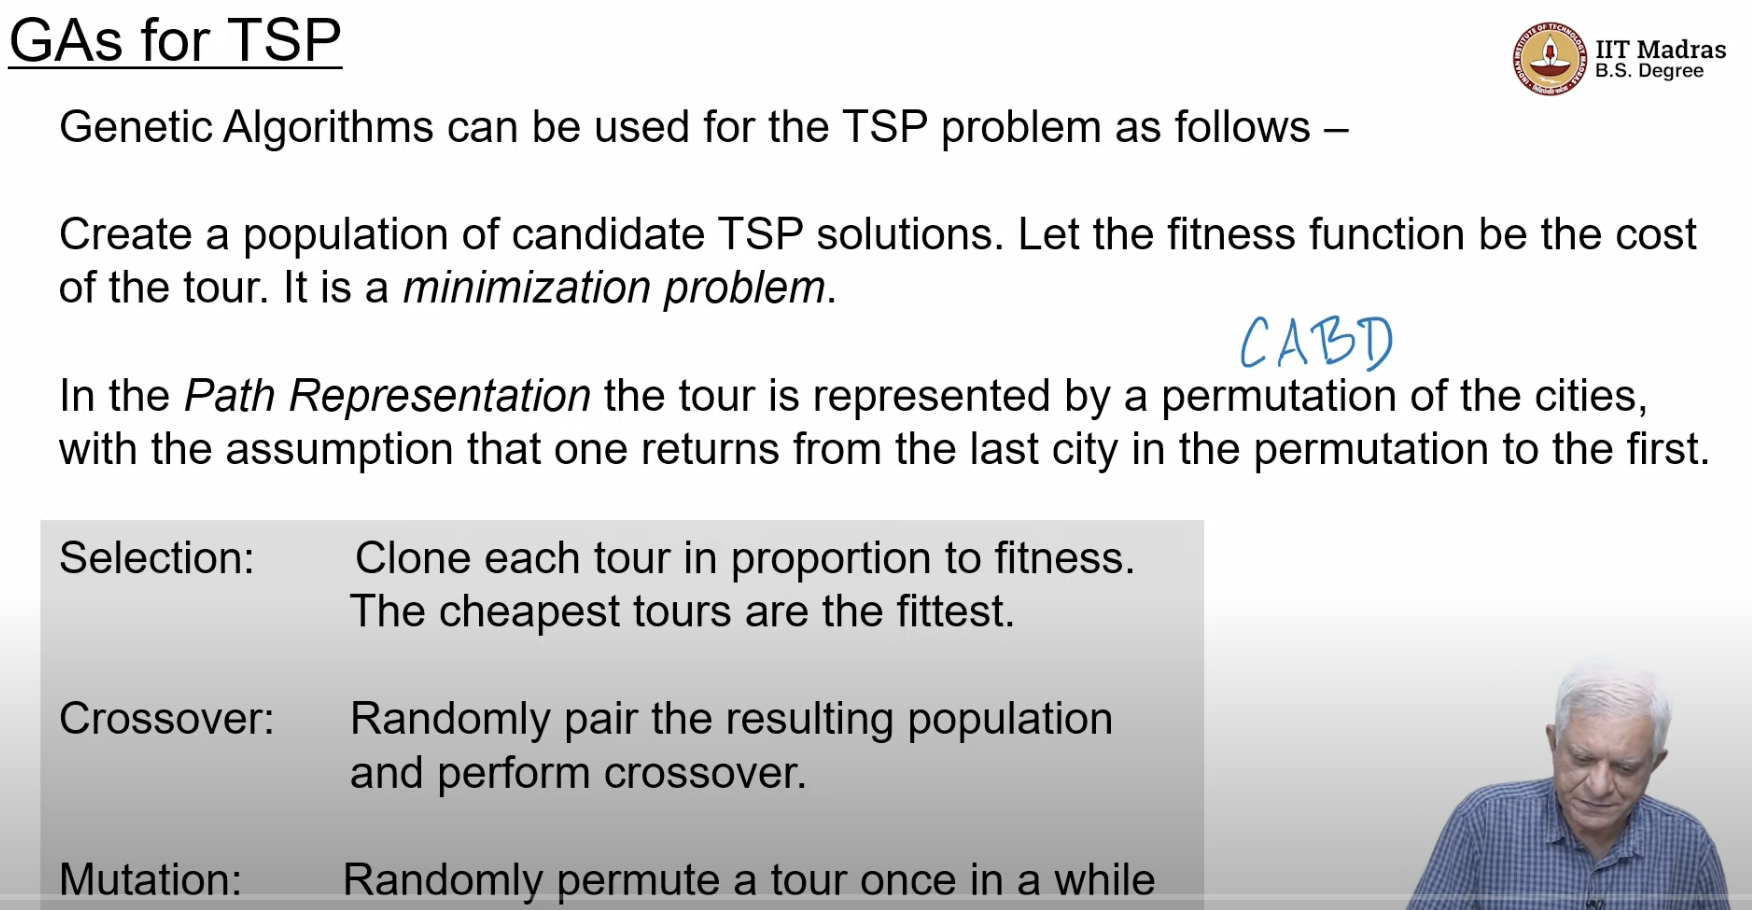 GAs for TSP
IIT Madras
B.S. Degree
Genetic Algorithms can be used for the TSP problem as follows –
Create a population of candidate TSP solutions. Let the fitness function be the cost
of the tour. It is a minimization problem.
CABD
In the Path Representation the tour is represented by a permutation of the cities,
with the assumption that one returns from the last city in the permutation to the first.
Selection: Clone each tour in proportion to fitness.
The cheapest tours are the fittest.
Crossover: Randomly pair the resulting population
and perform crossover.
Mutation: Randomly permute a tour once in a while